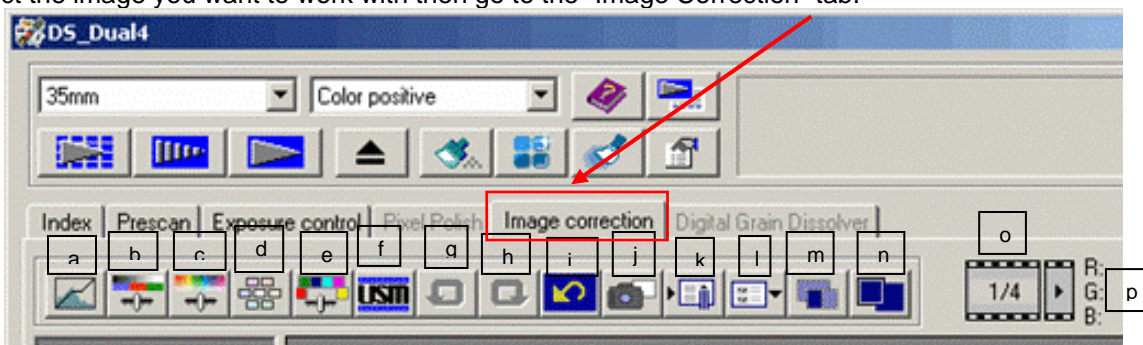 ct the image you want to work with then go to the "Image Correction" tab.
DS_Dual4
35mm Color positive
Index Prescan Exposure control Pixel Polish Image correction Digital Grain Dissolver
a b c d e f g h i j k l m n o
USM 1/4 R:
G: p
B: